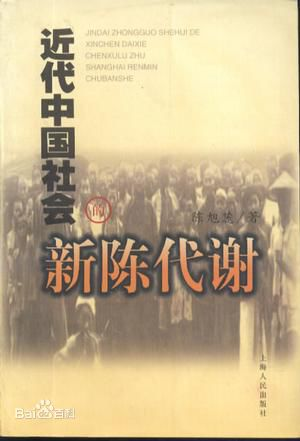 JINDAI ZHONGGUO SHEHUI DE
XINCHEN DAIXIE
CHENXULU ZHU
SHANGHAI RENMIN
CHUBANSHE
近代中国社会
的
新陈代谢
陈旭麓/著
上海人民出版社
Bai百科